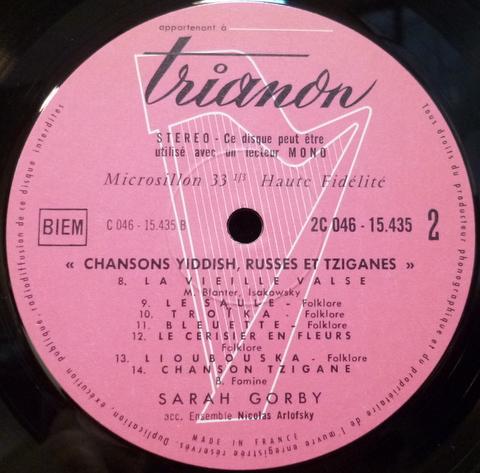 appartenant à
trianon
STEREO - Ce disque peut être
utilisé avec un lecteur MONO
Microsillon 33 1/3 Haute Fidélité
BIEM
C 046 - 15.435 B
2C 046 - 15.435
2
« CHANSONS YIDDISH, RUSSES ET TZIGANES »
8. LA VIEILLE VALSE
M. Blanter, Isakowsky
9. LE SAULE - Folklore
10. TROTKA - Folklore
11. BLEUETTE - Folklore
12. LE CERISIER EN FLEURS
Folklore
13. LIOUBOUSKA - Folklore
14. CHANSON TZIGANE
B. Fomine
SARAH GORBY
acc. Ensemble Nicolas Arlofsky
MADE IN FRANCE
Tous droits du producteur phonographique et du propriétaire de l'œuvre enregistrée réservés. Duplication, exécution publique, radiodiffusion de ce disque interdites